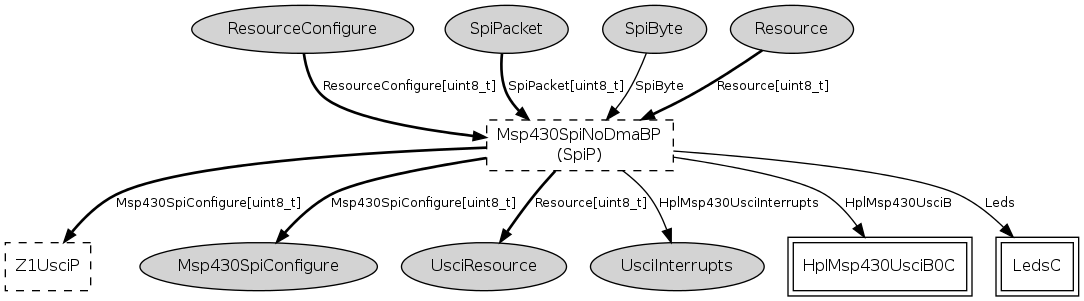 ResourceConfigure
SpiPacket
SpiByte
Resource
ResourceConfigure[uint8_t]
SpiPacket[uint8_t]
SpiByte
Resource[uint8_t]
Msp430SpiNoDmaBP
(SpiP)
Msp430SpiConfigure[uint8_t]
Msp430SpiConfigure[uint8_t]
Resource[uint8_t]
HplMsp430UsciInterrupts
HplMsp430UsciB
Leds
Z1UsciP
Msp430SpiConfigure
UsciResource
UsciInterrupts
HplMsp430UsciB0C
LedsC